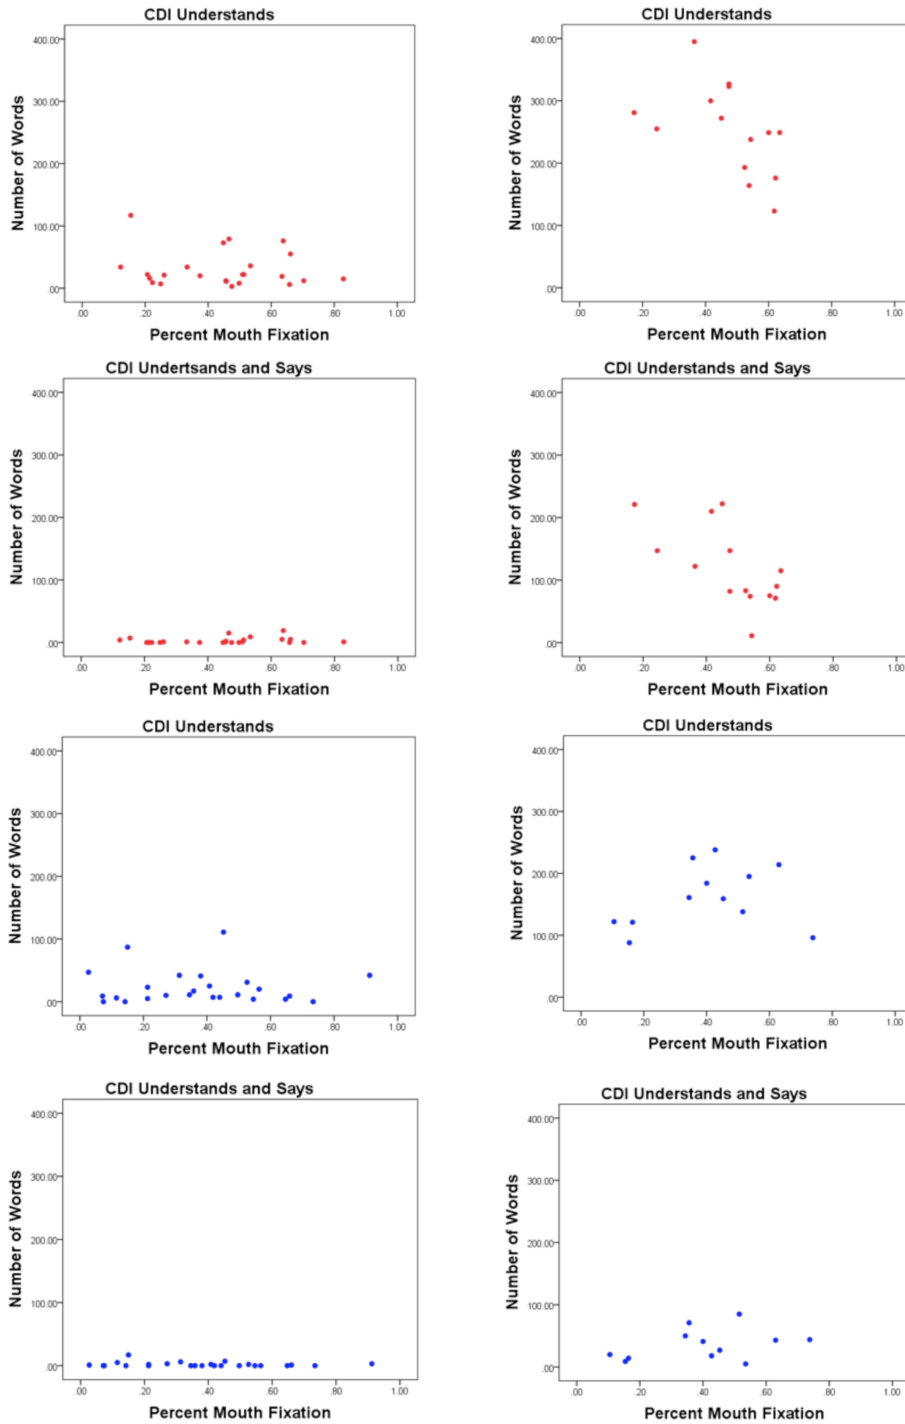 CDI Understands
400.00
300.00
200.00
100.00
.00
Number of Words
.00 .20 .40 .60 .80 1.00
Percent Mouth Fixation
CDI Understands
400.00
300.00
200.00
100.00
.00
Number of Words
.00 .20 .40 .60 .80 1.00
Percent Mouth Fixation
CDI Undertsands and Says
400.00
300.00
200.00
100.00
.00
Number of Words
.00 .20 .40 .60 .80 1.00
Percent Mouth Fixation
CDI Understands and Says
400.00
300.00
200.00
100.00
.00
Number of Words
.00 .20 .40 .60 .80 1.00
Percent Mouth Fixation
CDI Understands
400.00
300.00
200.00
100.00
.00
Number of Words
.00 .20 .40 .60 .80 1.00
Percent Mouth Fixation
CDI Understands
400.00
300.00
200.00
100.00
.00
Number of Words
.00 .20 .40 .60 .80 1.00
Percent Mouth Fixation
CDI Understands and Says
400.00
300.00
200.00
100.00
.00
Number of Words
.00 .20 .40 .60 .80 1.00
Percent Mouth Fixation
CDI Understands and Says
400.00
300.00
200.00
100.00
.00
Number of Words
.00 .20 .40 .60 .80 1.00
Percent Mouth Fixation